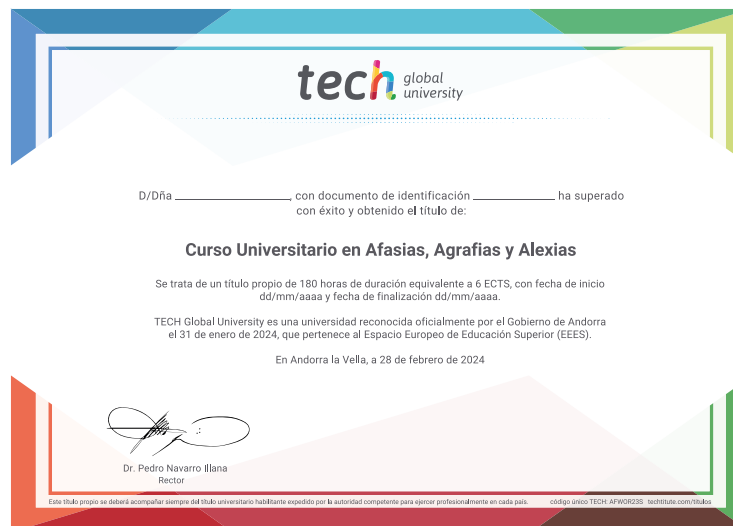 tech global university
D/Dña ____________________, con documento de identificación ______________ ha superado
con éxito y obtenido el título de:
Curso Universitario en Afasias, Agrafias y Alexias
Se trata de un título propio de 180 horas de duración equivalente a 6 ECTS, con fecha de inicio
dd/mm/aaaa y fecha de finalización dd/mm/aaaa.
TECH Global University es una universidad reconocida oficialmente por el Gobierno de Andorra
el 31 de enero de 2024, que pertenece al Espacio Europeo de Educación Superior (EEES).
En Andorra la Vella, a 28 de febrero de 2024
Dr. Pedro Navarro Illana
Rector
Este título propio se deberá acompañar siempre del título universitario habilitante expedido por la autoridad competente para ejercer profesionalmente en cada país. código único TECH: AFWOR23S techtitute.com/titulos